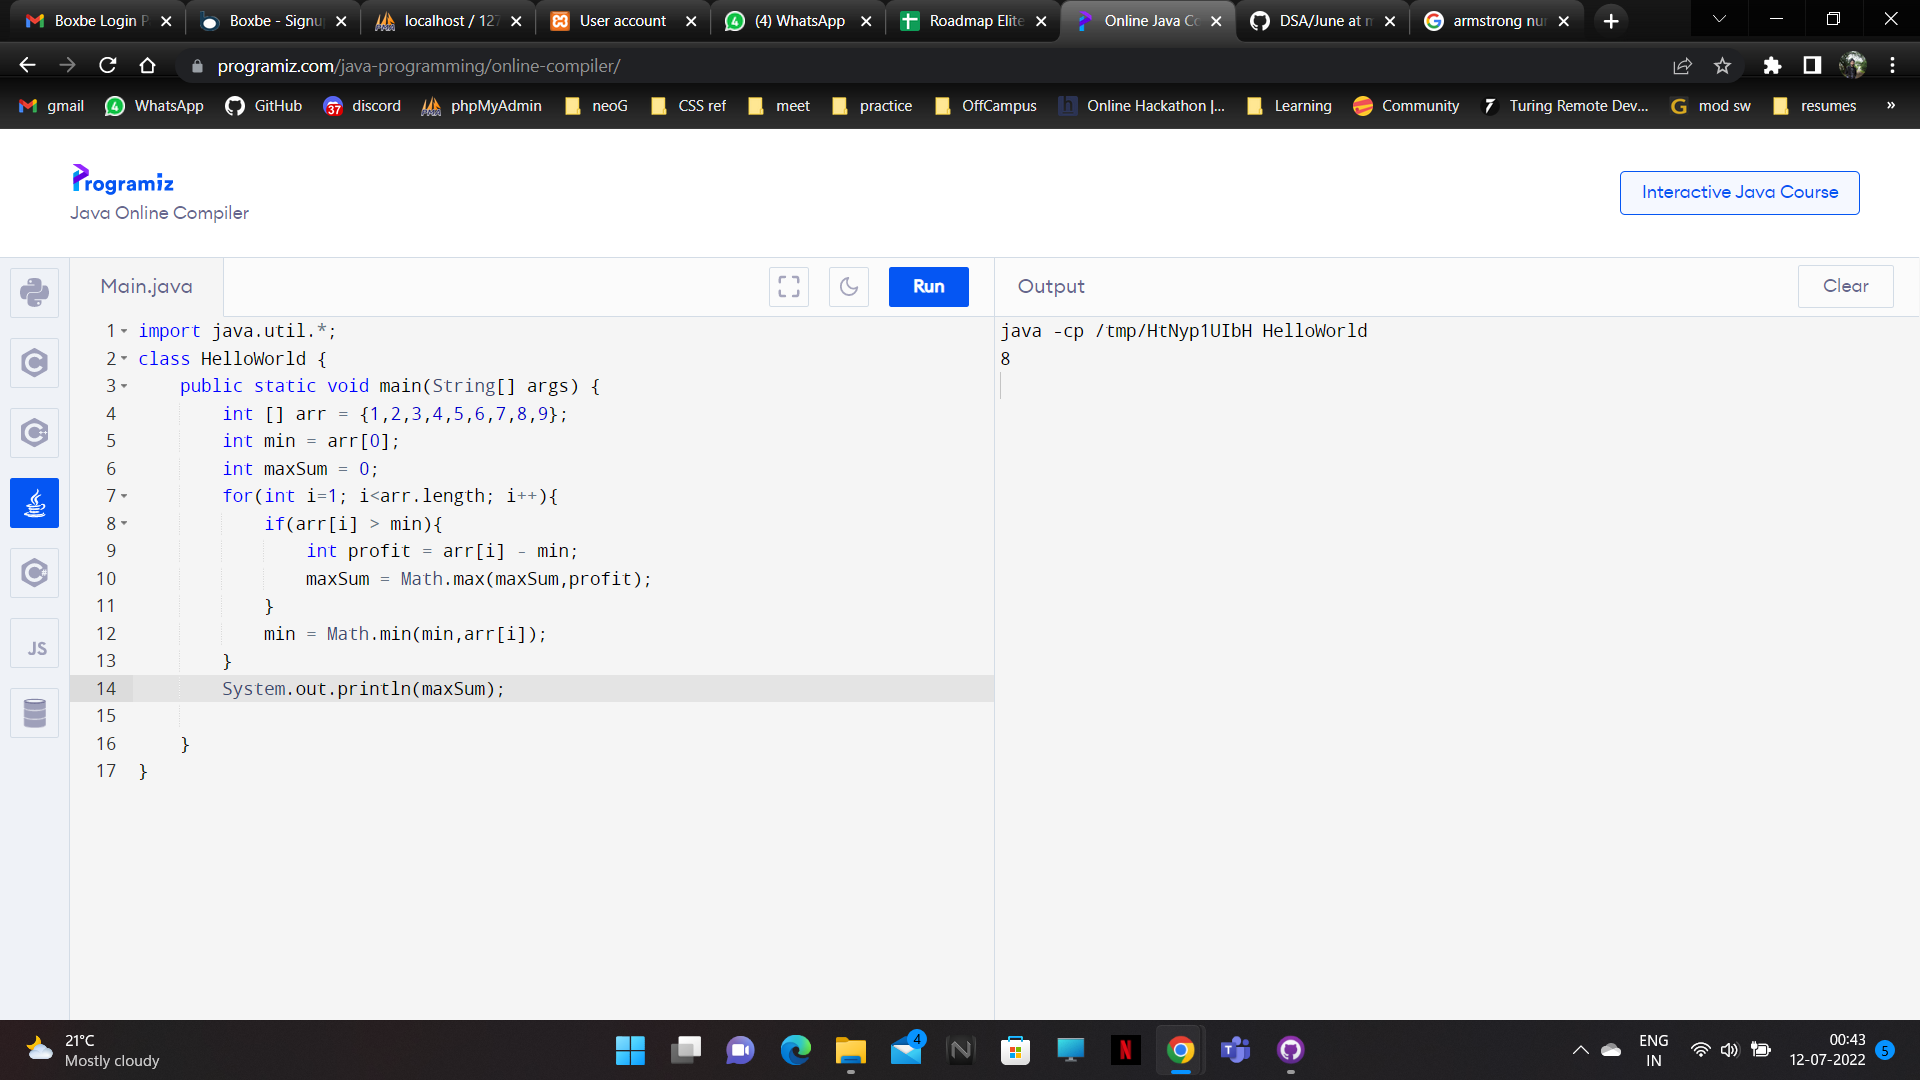 Boxbe Login P
Boxbe - Signu
localhost / 127
User account
(4) WhatsApp
Roadmap Elite
Online Java Co
DSA/June at m
armstrong nu
programiz.com/java-programming/online-compiler/
gmail
4 WhatsApp
GitHub
37 discord
phpMyAdmin
neoG
CSS ref
meet
practice
OffCampus
h Online Hackathon |...
Learning
Community
Turing Remote Dev...
G mod sw
resumes
»
Programiz
Java Online Compiler
Interactive Java Course
Main.java
Run
Output
Clear
1 import java.util.*;
2 class HelloWorld {
3 public static void main(String[] args) {
4 int [] arr = {1,2,3,4,5,6,7,8,9};
5 int min = arr[0];
6 int maxSum = 0;
7 for(int i=1; i<arr.length; i++){
8 if(arr[i] > min){
9 int profit = arr[i] - min;
10 maxSum = Math.max(maxSum,profit);
11 }
12 min = Math.min(min,arr[i]);
13 }
14 System.out.println(maxSum);
15
16 }
17 }
java -cp /tmp/HtNyp1UIbH HelloWorld
8
JS
21°C
Mostly cloudy
4
ENG
IN
00:43
12-07-2022
5